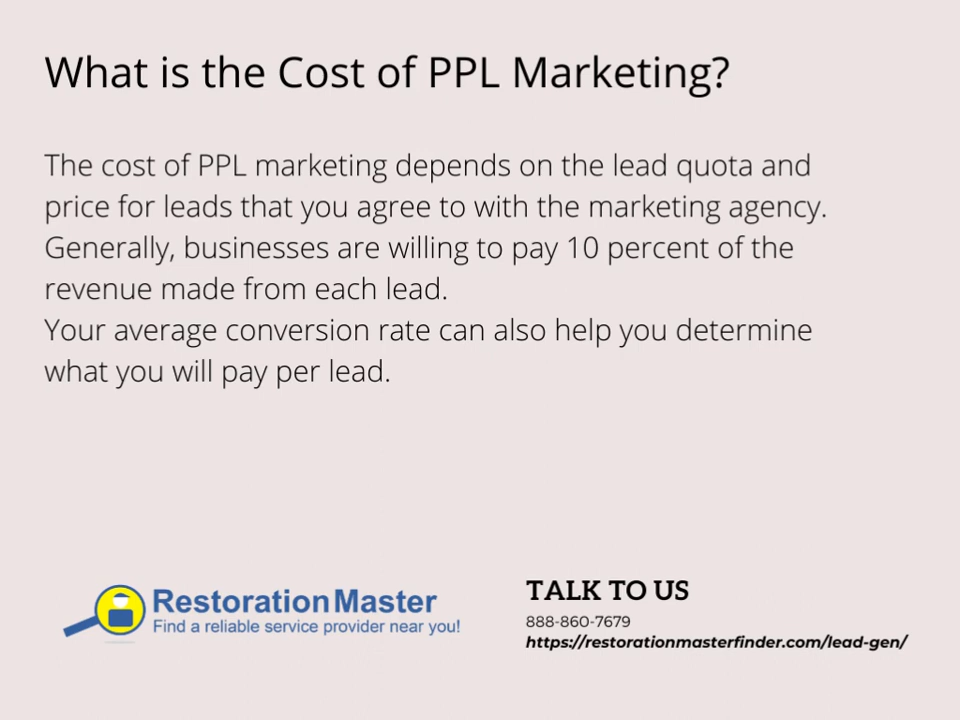 What is the Cost of PPL Marketing?
The cost of PPL marketing depends on the lead quota and
price for leads that you agree to with the marketing agency.
Generally, businesses are willing to pay 10 percent of the
revenue made from each lead.
Your average conversion rate can also help you determine
what you will pay per lead.
RestorationMaster
Find a reliable service provider near you!
TALK TO US
888-860-7679
https://restorationmasterfinder.com/lead-gen/